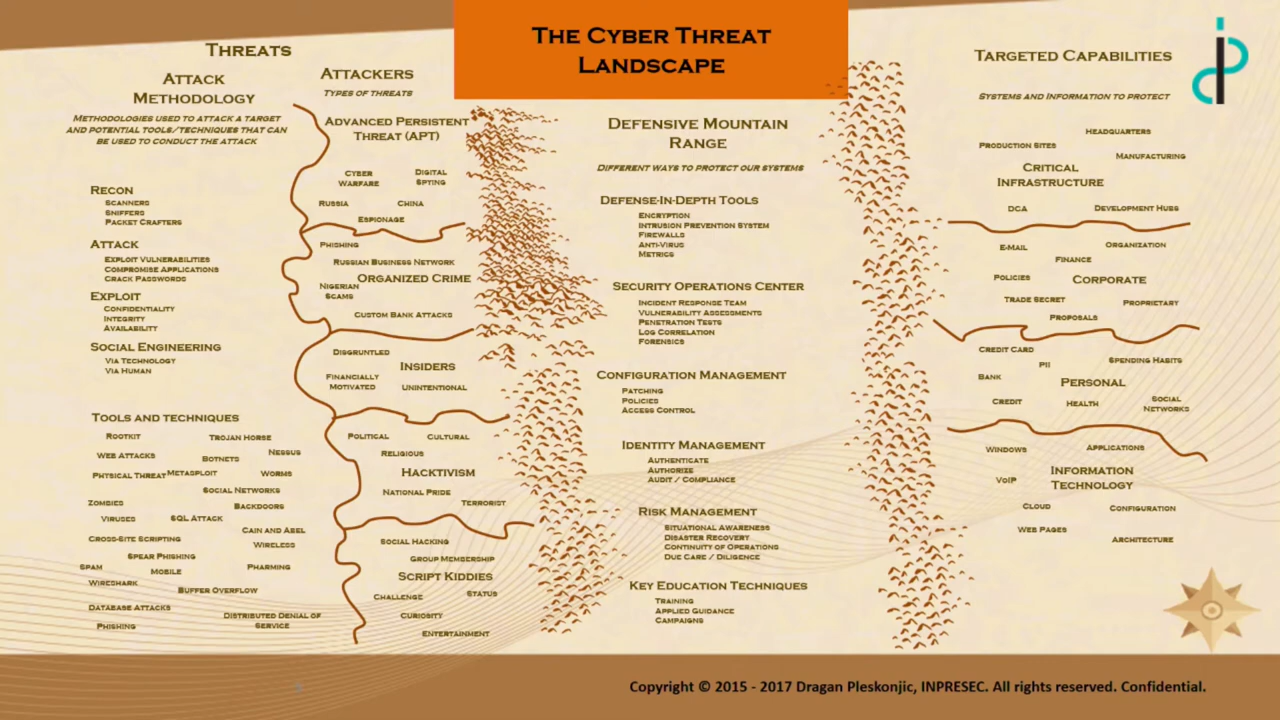 THE CYBER THREAT
LANDSCAPE
THREATS
ATTACK
METHODOLOGY
METHODOLOGIES USED TO ATTACK A TARGET
AND POTENTIAL TOOLS/TECHNIQUES THAT CAN
BE USED TO CONDUCT THE ATTACK
RECON
SCANNERS
SNIFFERS
PACKET CRAFTERS
ATTACK
EXPLOIT VULNERABILITIES
COMPROMISE APPLICATIONS
CRACK PASSWORDS
EXPLOIT
CONFIDENTIALITY
INTEGRITY
AVAILABILITY
SOCIAL ENGINEERING
VIA TECHNOLOGY
VIA HUMAN
TOOLS AND TECHNIQUES
ROOTKIT
TROJAN HORSE
WEB ATTACKS
BOTNETS
NESSUS
PHYSICAL THREAT
METASPLOIT
WORMS
SOCIAL NETWORKS
ZOMBIES
BACKDOORS
VIRUSES
SQL ATTACK
CAIN AND ABEL
CROSS-SITE SCRIPTING
WIRELESS
SPEAR PHISHING
SPAM
MOBILE
PHARMING
WIRESHARK
BUFFER OVERFLOW
DATABASE ATTACKS
PHISHING
DISTRIBUTED DENIAL OF
SERVICE
ATTACKERS
TYPES OF THREATS
ADVANCED PERSISTENT
THREAT (APT)
CYBER
WARFARE
DIGITAL
SPYING
RUSSIA
CHINA
ESPIONAGE
PHISHING
RUSSIAN BUSINESS NETWORK
ORGANIZED CRIME
NIGERIAN
SCAMS
CUSTOM BANK ATTACKS
DISGRUNTLED
INSIDERS
FINANCIALLY
MOTIVATED
UNINTENTIONAL
POLITICAL
CULTURAL
RELIGIOUS
HACKTIVISM
NATIONAL PRIDE
TERRORIST
SOCIAL HACKING
GROUP MEMBERSHIP
SCRIPT KIDDIES
CHALLENGE
STATUS
CURIOSITY
ENTERTAINMENT
DEFENSIVE MOUNTAIN
RANGE
DIFFERENT WAYS TO PROTECT OUR SYSTEMS
DEFENSE-IN-DEPTH TOOLS
ENCRYPTION
INTRUSION PREVENTION SYSTEM
FIREWALLS
ANTI-VIRUS
METRICS
SECURITY OPERATIONS CENTER
INCIDENT RESPONSE TEAM
VULNERABILITY ASSESSMENTS
PENETRATION TESTS
LOG CORRELATION
FORENSICS
CONFIGURATION MANAGEMENT
PATCHING
POLICIES
ACCESS CONTROL
IDENTITY MANAGEMENT
AUTHENTICATE
AUTHORIZE
AUDIT / COMPLIANCE
RISK MANAGEMENT
SITUATIONAL AWARENESS
DISASTER RECOVERY
CONTINUITY OF OPERATIONS
DUE CARE / DILIGENCE
KEY EDUCATION TECHNIQUES
TRAINING
APPLIED GUIDANCE
CAMPAIGNS
TARGETED CAPABILITIES
SYSTEMS AND INFORMATION TO PROTECT
HEADQUARTERS
PRODUCTION SITES
MANUFACTURING
CRITICAL
INFRASTRUCTURE
DCA
DEVELOPMENT HUBS
E-MAIL
ORGANIZATION
FINANCE
POLICIES
CORPORATE
TRADE SECRET
PROPRIETARY
PROPOSALS
CREDIT CARD
PII
SPENDING HABITS
BANK
PERSONAL
CREDIT
HEALTH
SOCIAL
NETWORKS
WINDOWS
APPLICATIONS
INFORMATION
TECHNOLOGY
VOIP
CLOUD
CONFIGURATION
WEB PAGES
ARCHITECTURE
Copyright © 2015 - 2017 Dragan Pleskonjic, INPRESEC. All rights reserved. Confidential.